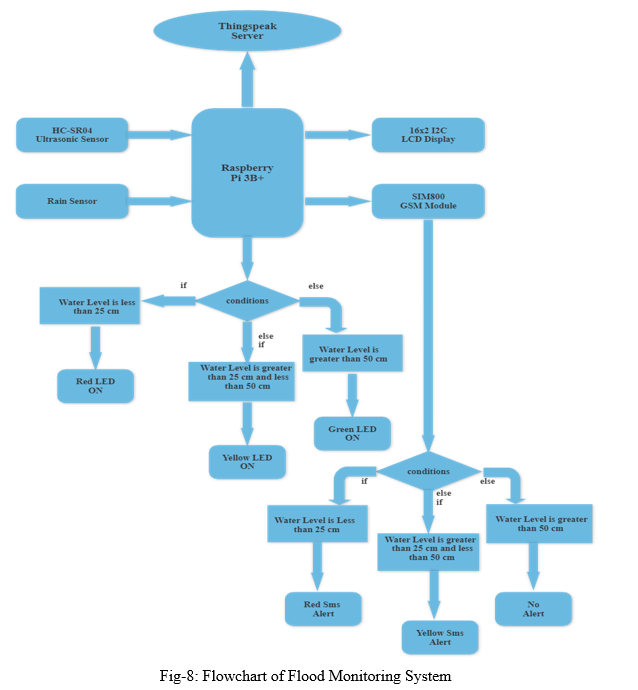 Thingspeak
Server
HC-SR04
Ultrasonic Sensor
Raspberry
Pi 3B+
16x2 I2C
LCD Display
Rain Sensor
SIM800
GSM Module
if
conditions
else
Water Level is less
than 25 cm
else
if
Water Level is
greater than 50 cm
Water Level is greater
than 25 cm and less
than 50 cm
Red LED
ON
Green LED
ON
Yellow LED
ON
conditions
if
else
if
else
Water Level is Less
than 25 cm
Water Level is greater
than 25 cm and less
than 50 cm
Water Level is greater
than 50 cm
Red Sms
Alert
Yellow Sms
Alert
No
Alert
Fig-8: Flowchart of Flood Monitoring System